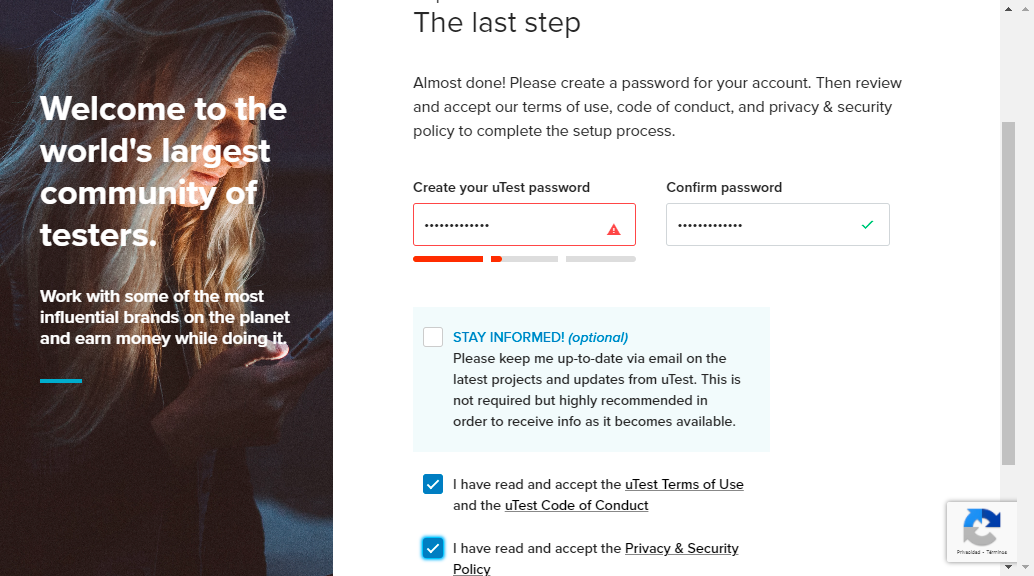 The last step
Almost done! Please create a password for your account. Then review
and accept our terms of use, code of conduct, and privacy & security
policy to complete the setup process.
Create your uTest password
Confirm password
•••••••••••••
•••••••••••••
Welcome to the
world's largest
community of
testers.
Work with some of the most
influential brands on the planet
and earn money while doing it.
STAY INFORMED! (optional)
Please keep me up-to-date via email on the
latest projects and updates from uTest. This is
not required but highly recommended in
order to receive info as it becomes available.
I have read and accept the uTest Terms of Use
and the uTest Code of Conduct
I have read and accept the Privacy & Security
Policy
Privacidad - Términos